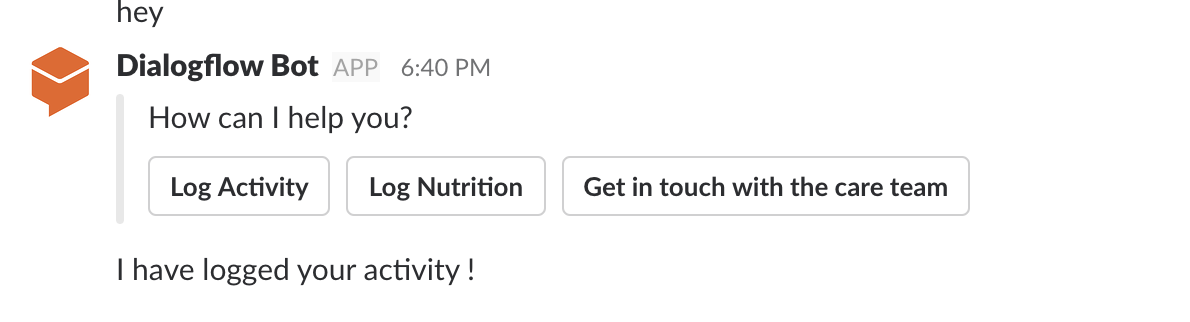 hey
Dialogflow Bot APP 6:40 PM
How can I help you?
Log Activity Log Nutrition Get in touch with the care team
I have logged your activity !